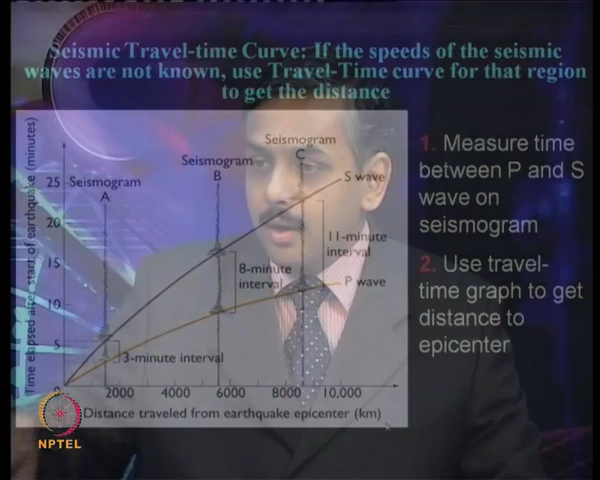 Seismic Travel-time Curve: If the speeds of the seismic
waves are not known, use Travel-Time curve for that region
to get the distance
Time elapsed after start of earthquake (minutes)
25
20
15
10
5
0
Seismogram
A
Seismogram
B
Seismogram
C
S wave
P wave
11-minute
interval
8-minute
interval
3-minute interval
2000
4000
6000
8000
10,000
Distance traveled from earthquake epicenter (km)
1. Measure time
between P and S
wave on
seismogram
2. Use travel-
time graph to get
distance to
epicenter
NPTEL